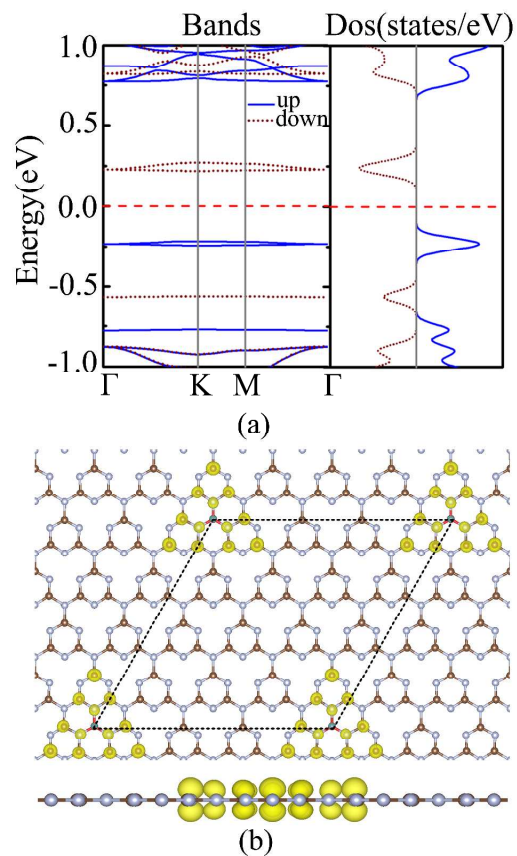 Bands Dos(states/eV)
1.0
up
down
0.5
Energy(eV)
0.0
-0.5
-1.0
Γ K M Γ
(a)
(b)